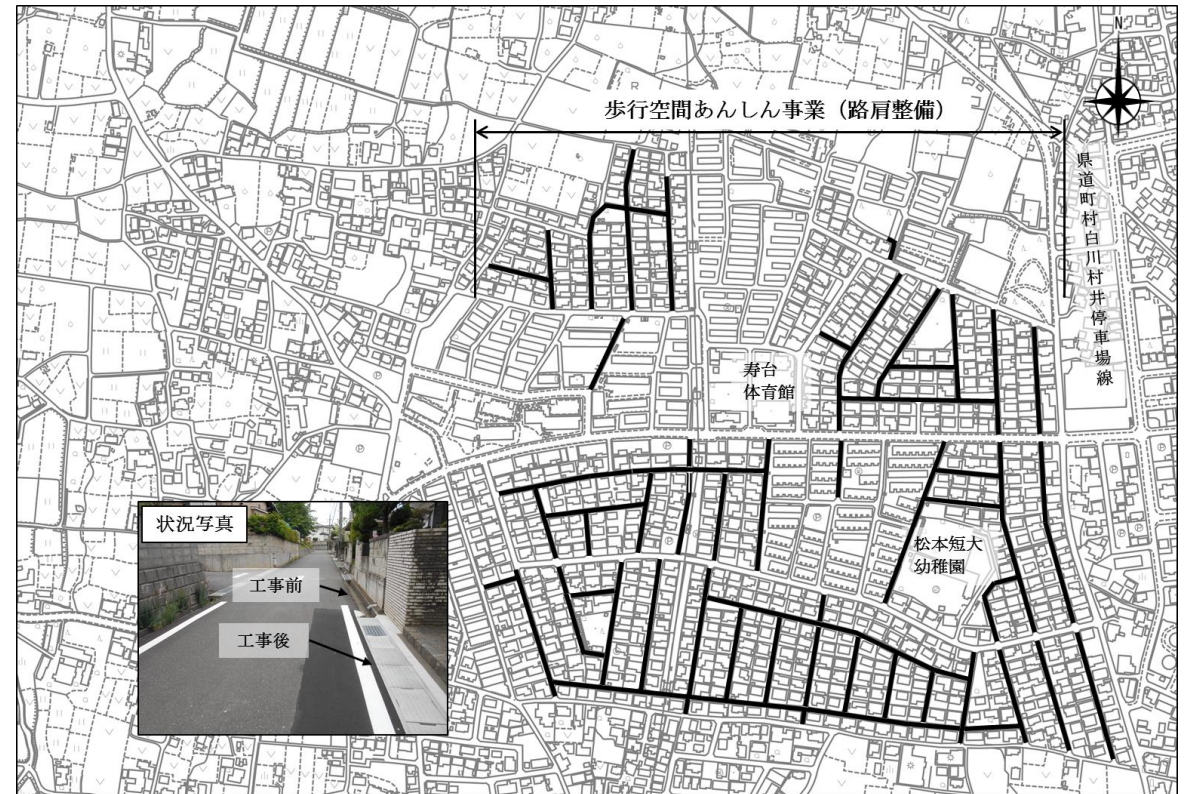 N
歩行空間あんしん事業（路肩整備）
県道町村白川村井停車場線
寿台
体育館
松本短大
幼稚園
状況写真
工事前
工事後